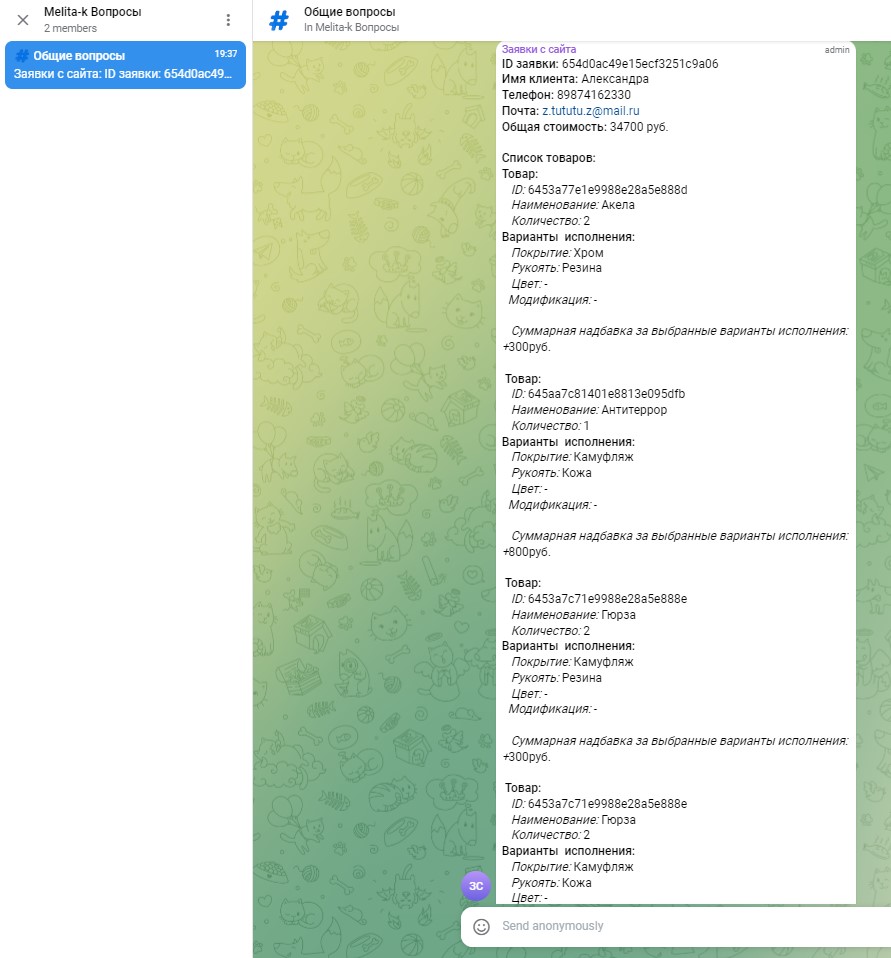 Melita-k Вопросы
2 members
Общие вопросы
19:37
Заявки с сайта: ID заявки: 654d0ac49...
Общие вопросы
In Melita-k Вопросы
Заявки с сайта
admin
ID заявки: 654d0ac49e15ecf3251c9a06
Имя клиента: Александра
Телефон: 89874162330
Почта: z.tututu.z@mail.ru
Общая стоимость: 34700 руб.
Список товаров:
Товар:
ID: 6453a77e1e9988e28a5e888d
Наименование: Акела
Количество: 2
Варианты исполнения:
Покрытие: Хром
Рукоять: Резина
Цвет: -
Модификация: -
Суммарная надбавка за выбранные варианты исполнения:
+300руб.
Товар:
ID: 645aa7c81401e8813e095dfb
Наименование: Антитеррор
Количество: 1
Варианты исполнения:
Покрытие: Камуфляж
Рукоять: Кожа
Цвет: -
Модификация: -
Суммарная надбавка за выбранные варианты исполнения:
+800руб.
Товар:
ID: 6453a7c71e9988e28a5e888e
Наименование: Гюрза
Количество: 2
Варианты исполнения:
Покрытие: Камуфляж
Рукоять: Резина
Цвет: -
Модификация: -
Суммарная надбавка за выбранные варианты исполнения:
+300руб.
Товар:
ID: 6453a7c71e9988e28a5e888e
Наименование: Гюрза
Количество: 2
Варианты исполнения:
Покрытие: Камуфляж
Рукоять: Кожа
Цвет: -
ЗС
Send anonymously